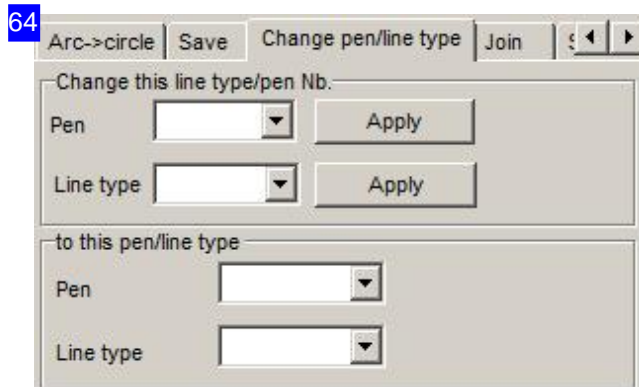 64
Arc->circle Save Change pen/line type Join
Change this line type/pen Nb.
Pen Apply
Line type Apply
to this pen/line type
Pen
Line type